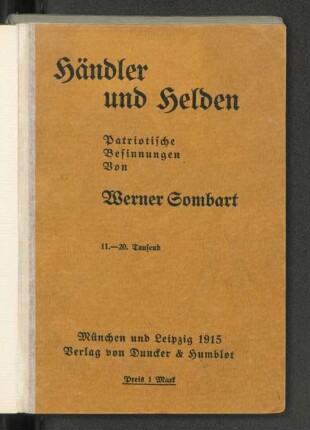 Händler
und Helden
Patriotiſche
Beſinnungen
Von
Werner Sombart
11.—20. Tauſend
München und Leipzig 1915
Verlag von Duncker & Humblot
Preis 1 Mark